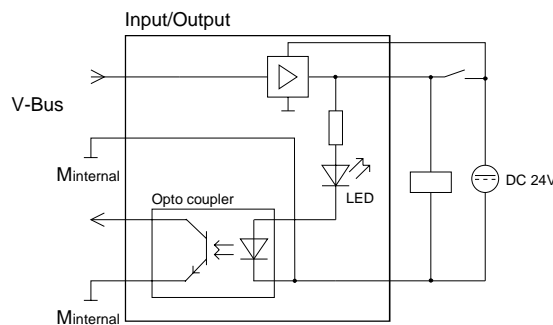 Input/Output
V-Bus
Minternal
DC 24V
LED
Opto coupler
Minternal